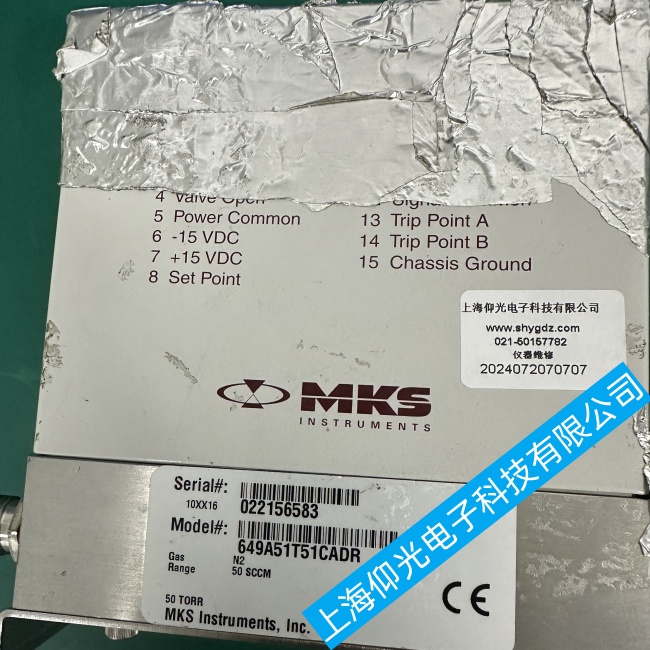 4 Valve Open
5 Power Common
6 -15 VDC
7 +15 VDC
8 Set Point
13 Trip Point A
14 Trip Point B
15 Chassis Ground
上海仰光电子科技有限公司
www.shygdz.com
021-50157782
仪器维修
2024072070707
MKS
INSTRUMENTS
Serial#:
10XX16
022156583
Model#:
649A51T51CADR
Gas N2
Range 50 SCCM
50 TORR
MKS Instruments, Inc.
CE
上海仰光电子科技有限公司